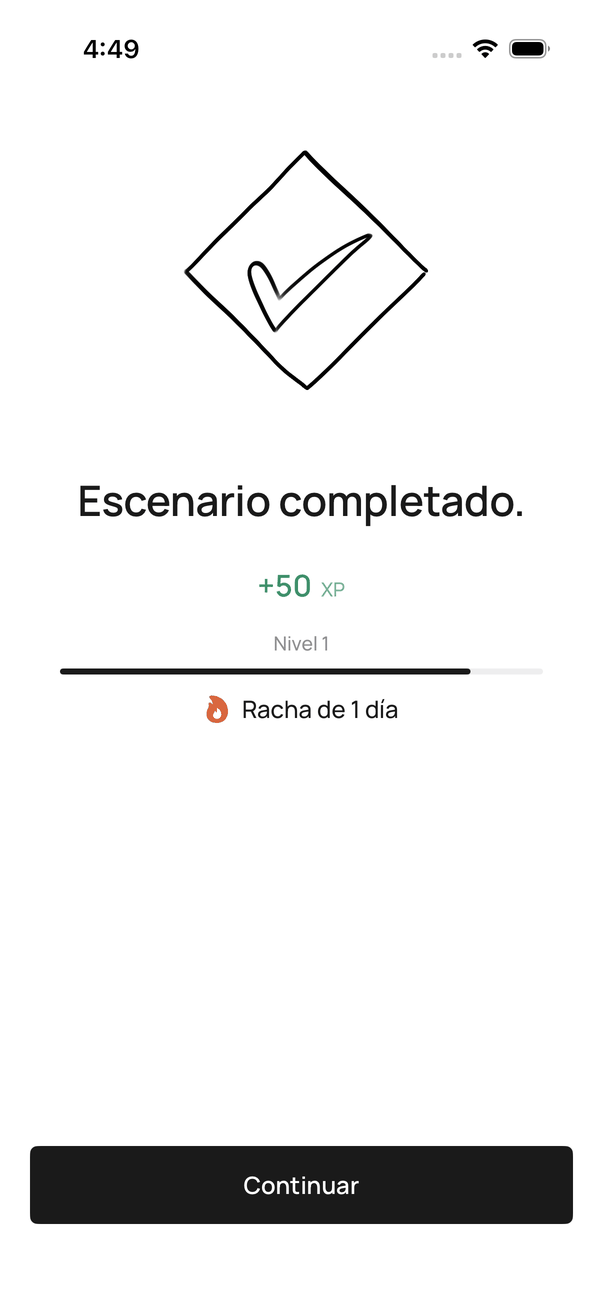 4:49
Escenario completado.
+50 XP
Nivel 1
Racha de 1 día
Continuar